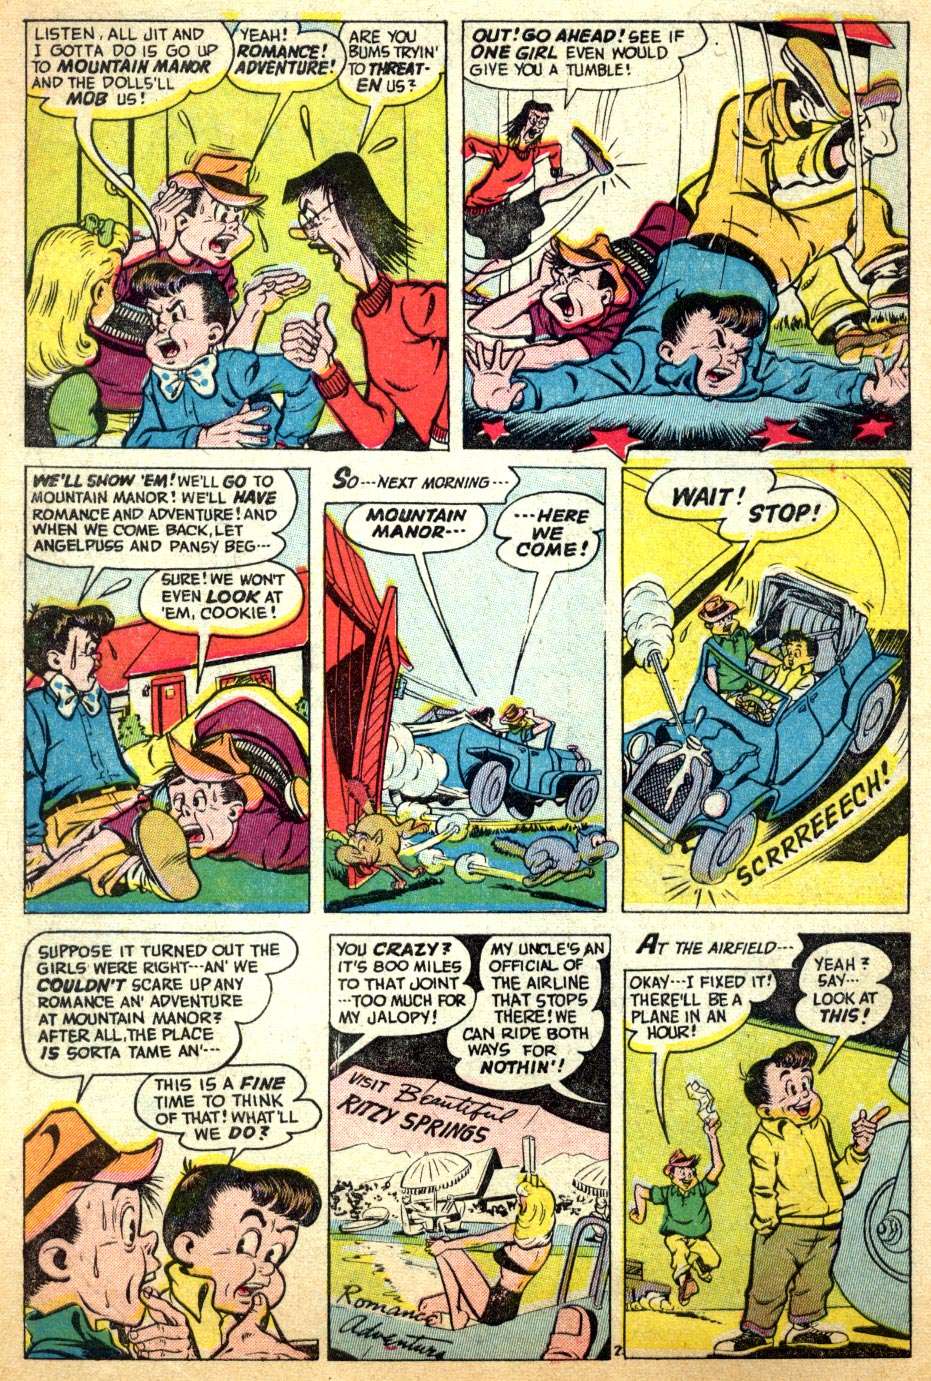 LISTEN, ALL JIT AND
I GOTTA DO IS GO UP
TO MOUNTAIN MANOR
AND THE DOLLS'LL
MOB US!
YEAH!
ROMANCE!
ADVENTURE!
ARE YOU
BUMS TRYIN'
TO THREAT-
EN US?
OUT! GO AHEAD! SEE IF
ONE GIRL EVEN WOULD
GIVE YOU A TUMBLE!
WE'LL SHOW 'EM! WE'LL GO TO
MOUNTAIN MANOR! WE'LL HAVE
ROMANCE AND ADVENTURE! AND
WHEN WE COME BACK, LET
ANGELPUSS AND PANSY BEG---
SURE! WE WON'T
EVEN LOOK AT
'EM, COOKIE!
SO---NEXT MORNING---
MOUNTAIN
MANOR---
---HERE
WE
COME!
WAIT!
STOP!
SCRRREEECH!
SUPPOSE IT TURNED OUT THE
GIRLS WERE RIGHT---AN' WE
COULDN'T SCARE UP ANY
ROMANCE AN' ADVENTURE
AT MOUNTAIN MANOR?
AFTER ALL, THE PLACE
IS SORTA TAME AN'---
THIS IS A FINE
TIME TO THINK
OF THAT! WHAT'LL
WE DO?
YOU CRAZY?
IT'S 800 MILES
TO THAT JOINT
---TOO MUCH FOR
MY JALOPY!
MY UNCLE'S AN
OFFICIAL OF
THE AIRLINE
THAT STOPS
THERE! WE
CAN RIDE BOTH
WAYS FOR
NOTHIN'!
VISIT Beautiful
RITZY SPRINGS
Romance
Adventure
2
AT THE AIRFIELD---
OKAY---I FIXED IT!
THERE'LL BE A
PLANE IN AN
HOUR!
YEAH?
SAY---
LOOK AT
THIS!